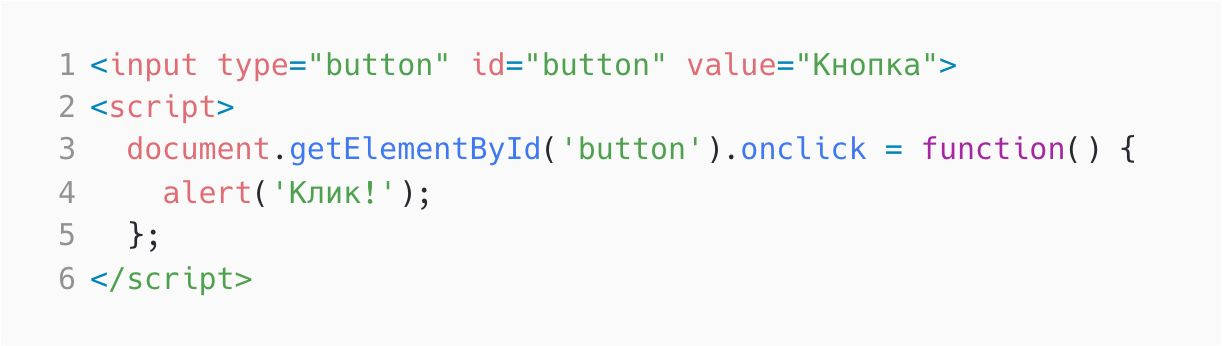 1 <input type="button" id="button" value="Кнопка">
2 <script>
3   document.getElementById('button').onclick = function() {
4     alert('Клик!');
5   };
6 </script>